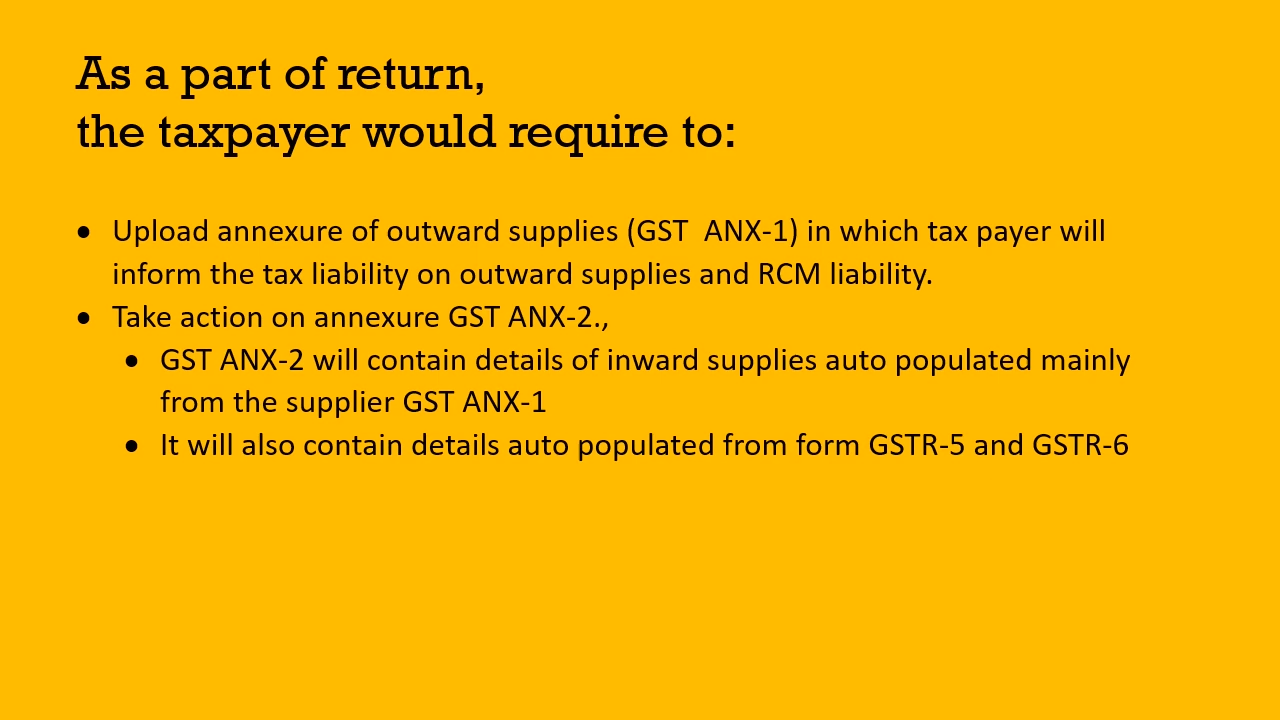 As a part of return,
the taxpayer would require to:
• Upload annexure of outward supplies (GST  ANX-1) in which tax payer will
inform the tax liability on outward supplies and RCM liability.
• Take action on annexure GST ANX-2.,
• GST ANX-2 will contain details of inward supplies auto populated mainly
from the supplier GST ANX-1
• It will also contain details auto populated from form GSTR-5 and GSTR-6